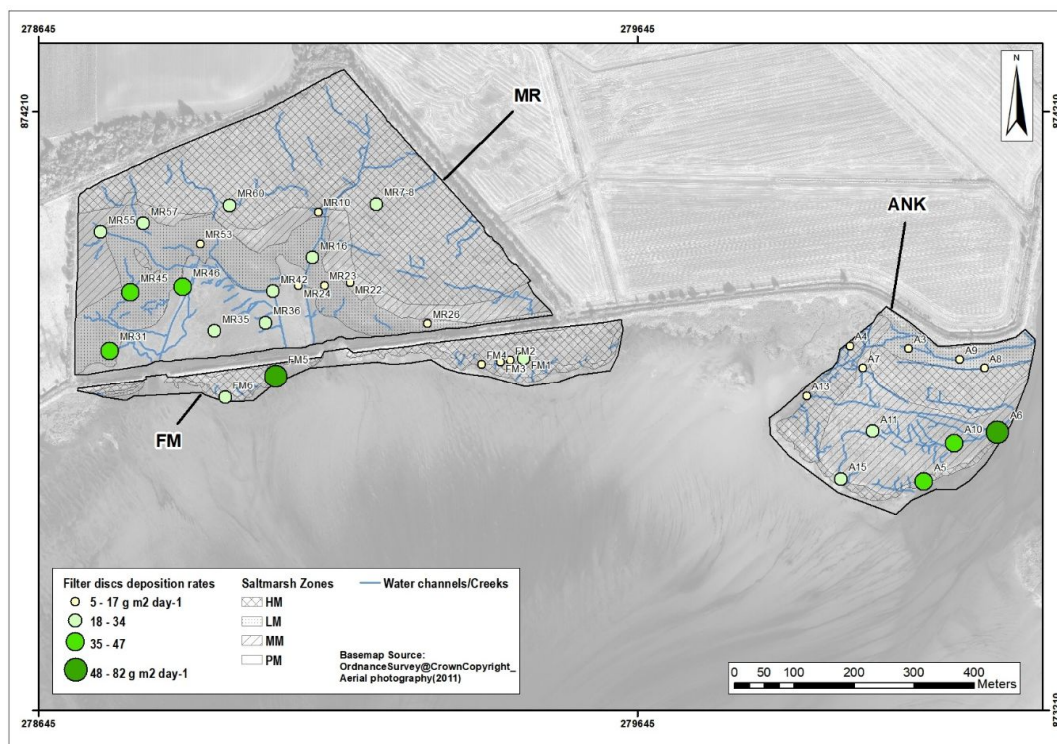 278645
279645
874210
874210
N
MR
ANK
FM
MR60
MR10
MR7-8
MR57
MR55
MR53
MR16
MR45
MR46
MR42
MR23
MR24
MR22
MR35
MR36
MR26
MR31
FM5
FM4
FM2
FM1
FM3
FM6
A4
A3
A9
A7
A8
A13
A11
A10
A6
A15
A5
Filter discs deposition rates
5 - 17 g m2 day-1
18 - 34
35 - 47
48 - 82 g m2 day-1
Saltmarsh Zones
HM
LM
MM
PM
Water channels/Creeks
Basemap Source:
OrdnanceSurvey@CrownCopyright_
Aerial photography(2011)
0 50 100 200 300 400
Meters
873210
278645
279645